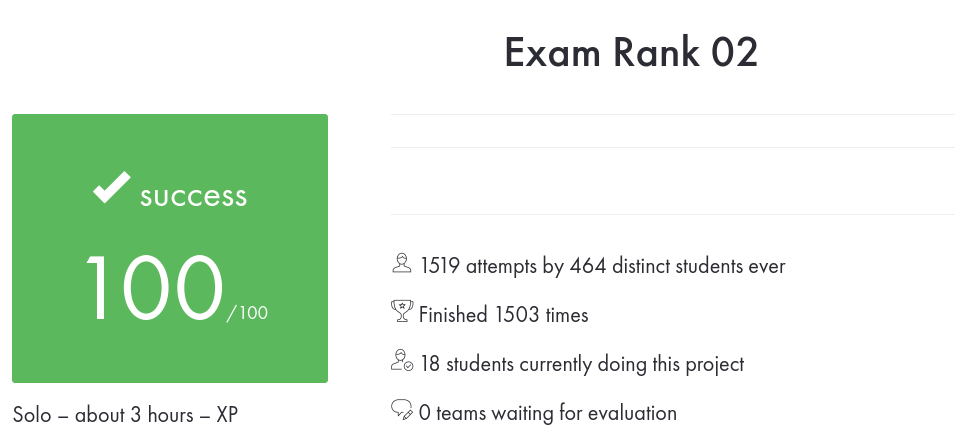 Exam Rank 02
success
100/100
1519 attempts by 464 distinct students ever
Finished 1503 times
18 students currently doing this project
0 teams waiting for evaluation
Solo – about 3 hours – XP